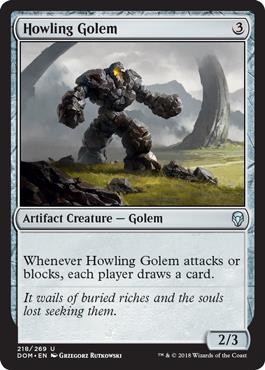 Howling Golem 3
Artifact Creature — Golem
Whenever Howling Golem attacks or
blocks, each player draws a card.
It wails of buried riches and the souls
lost seeking them.
2/3
218/269 U
DOM • EN Grzegorz Rutkowski ™ & © 2018 Wizards of the Coast